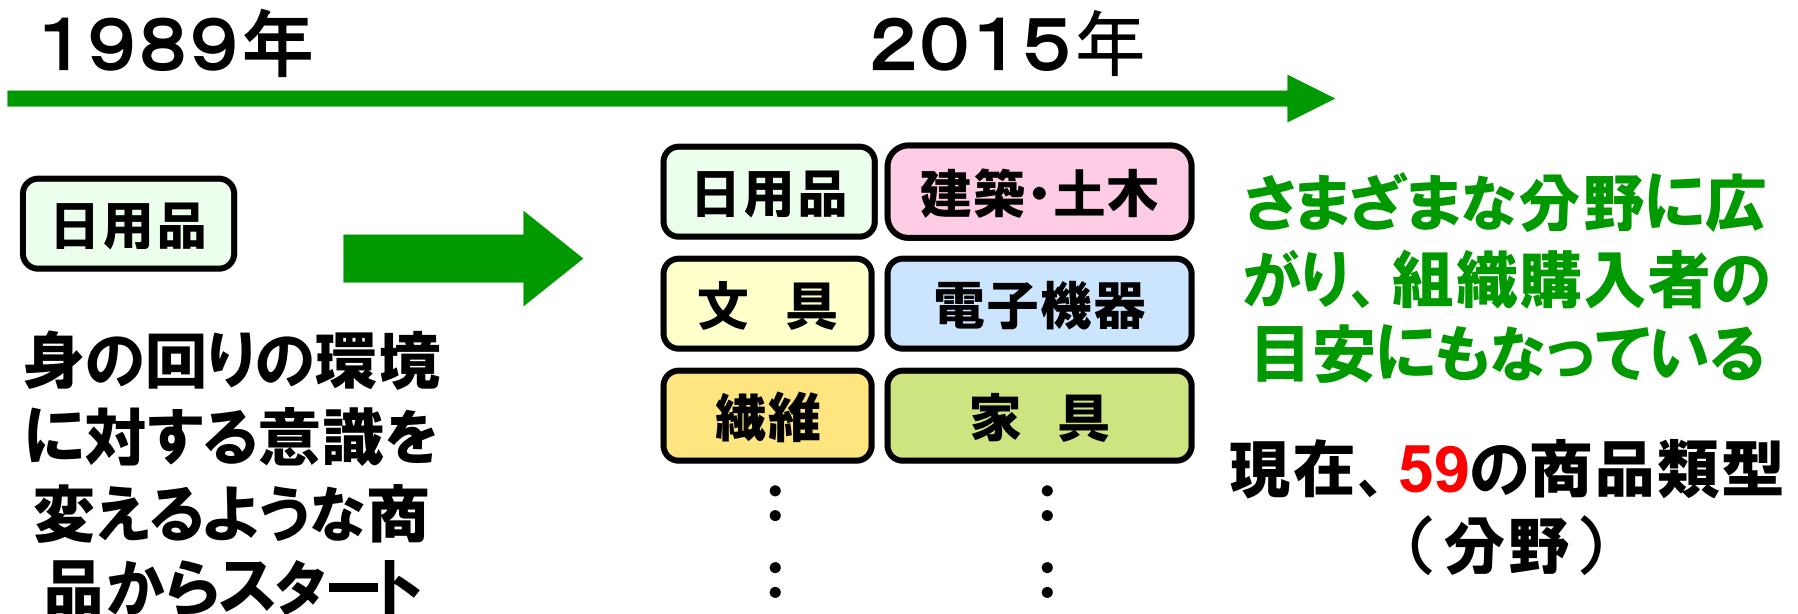 1989年
2015年
日用品
身の回りの環境
に対する意識を
変えるような商
品からスタート
日用品
建築・土木
文 具
電子機器
繊維
家 具
さまざまな分野に広
がり、組織購入者の
目安にもなっている
現在、59の商品類型
(分野)